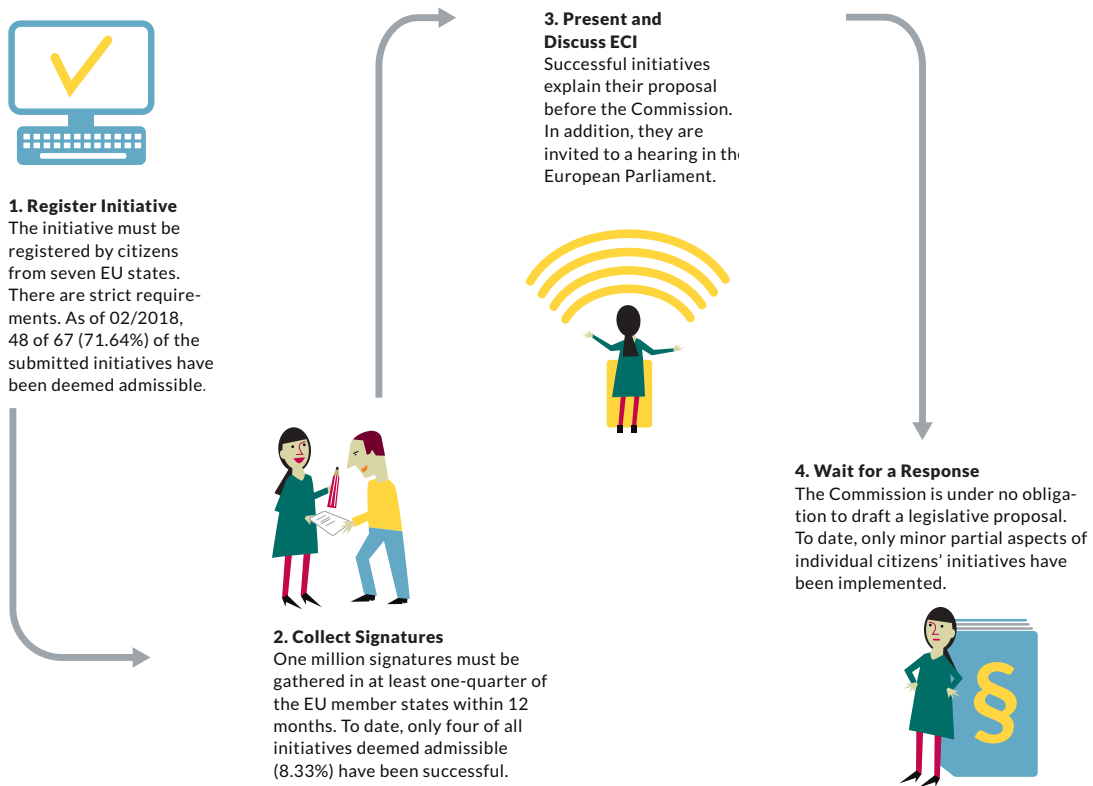 1. Register Initiative
The initiative must be
registered by citizens
from seven EU states.
There are strict require-
ments. As of 02/2018,
48 of 67 (71.64%) of the
submitted initiatives have
been deemed admissible.
2. Collect Signatures
One million signatures must be
gathered in at least one-quarter of
the EU member states within 12
months. To date, only four of all
initiatives deemed admissible
(8.33%) have been successful.
3. Present and
Discuss ECI
Successful initiatives
explain their proposal
before the Commission.
In addition, they are
invited to a hearing in the
European Parliament.
4. Wait for a Response
The Commission is under no obliga-
tion to draft a legislative proposal.
To date, only minor partial aspects of
individual citizens’ initiatives have
been implemented.
§